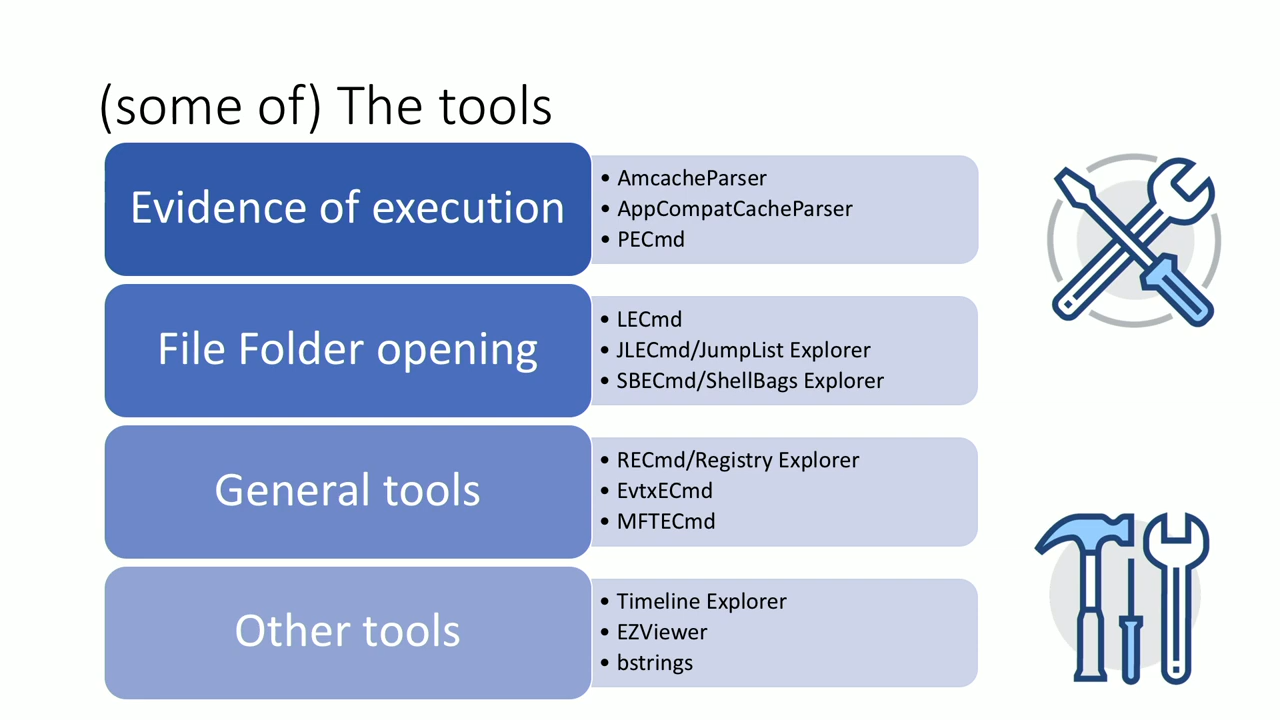 (some of) The tools
Evidence of execution
• AmcacheParser
• AppCompatCacheParser
• PECmd
File Folder opening
• LECmd
• JLECmd/JumpList Explorer
• SBECmd/ShellBags Explorer
General tools
• RECmd/Registry Explorer
• EvtxECmd
• MFTECmd
Other tools
• Timeline Explorer
• EZViewer
• bstrings